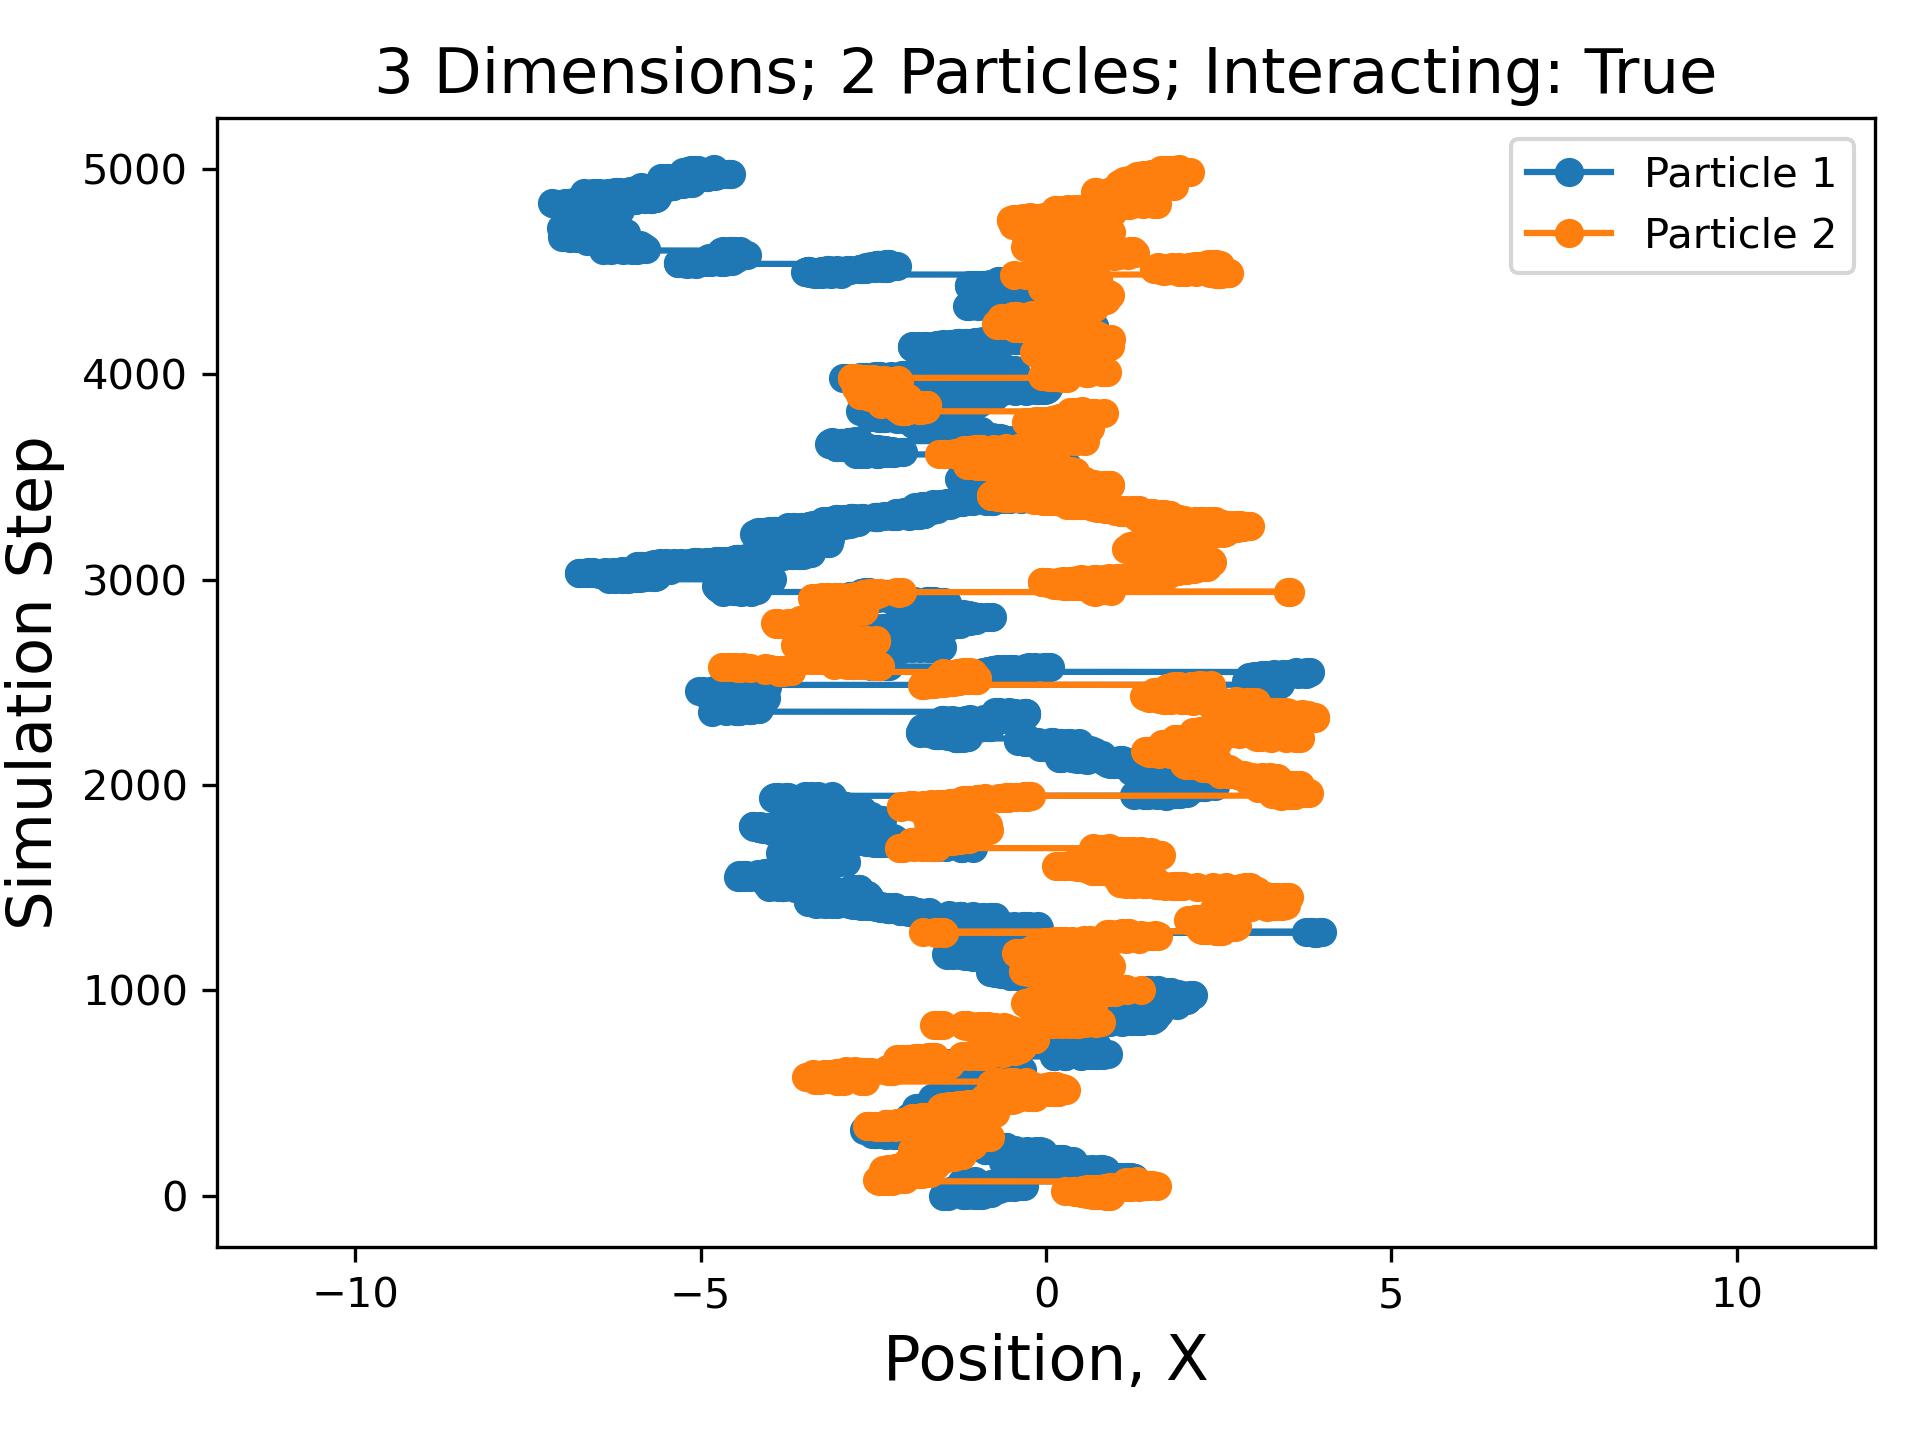 3 Dimensions; 2 Particles; Interacting: True
Particle 1
Particle 2
5000
4000
3000
2000
1000
0
Simulation Step
−10
−5
0
5
10
Position, X